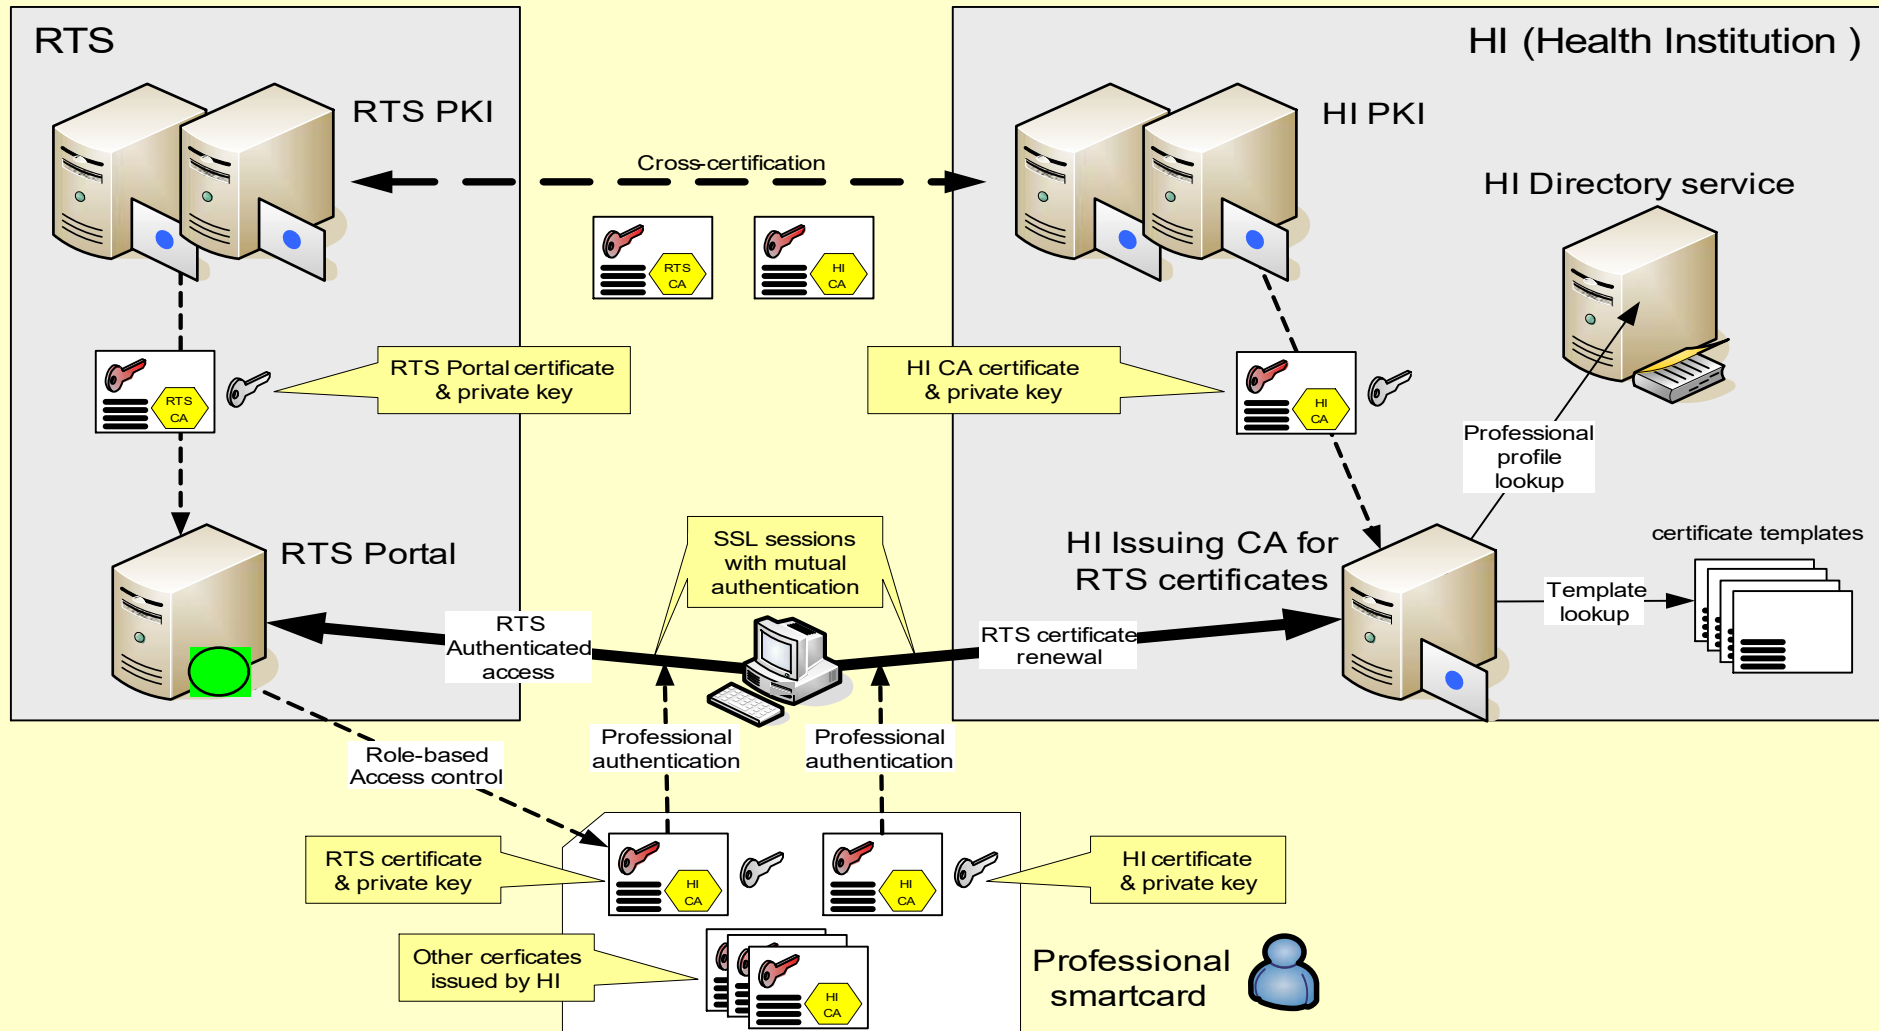 RTS
HI (Health Institution )
RTS PKI
HI PKI
Cross-certification
HI Directory service
RTS
CA
HI
CA
RTS Portal certificate
& private key
RTS
CA
HI CA certificate
& private key
HI
CA
Professional
profile
lookup
RTS Portal
SSL sessions
with mutual
authentication
HI Issuing CA for
RTS certificates
certificate templates
Template
lookup
RTS
Authenticated
access
RTS certificate
renewal
Role-based
Access control
Professional
authentication
Professional
authentication
RTS certificate
& private key
HI
CA
HI
CA
HI certificate
& private key
Other cerficates
issued by HI
HI
CA
Professional
smartcard